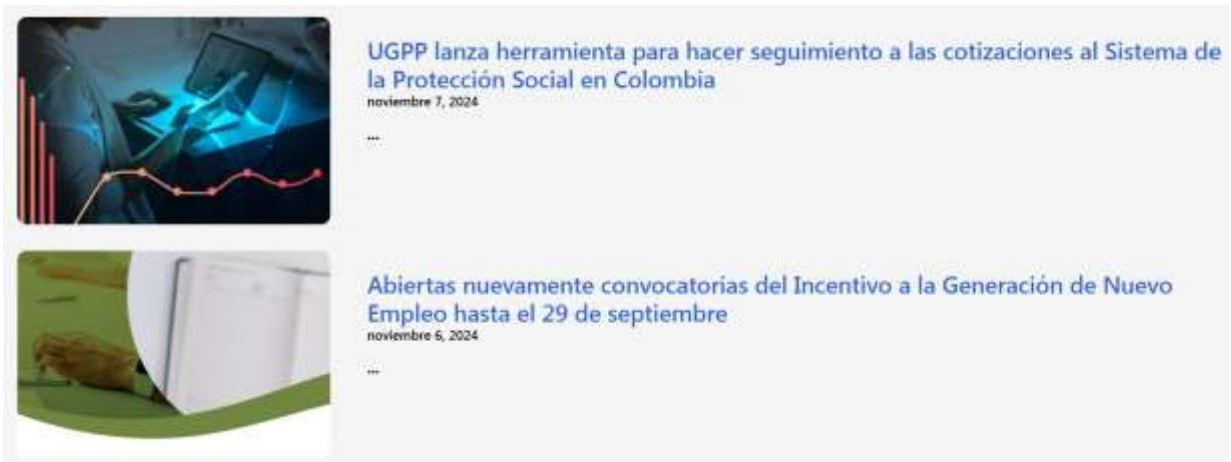 UGPP lanza herramienta para hacer seguimiento a las cotizaciones al Sistema de
la Protección Social en Colombia
noviembre 7, 2024
...
Abiertas nuevamente convocatorias del Incentivo a la Generación de Nuevo
Empleo hasta el 29 de septiembre
noviembre 6, 2024
...